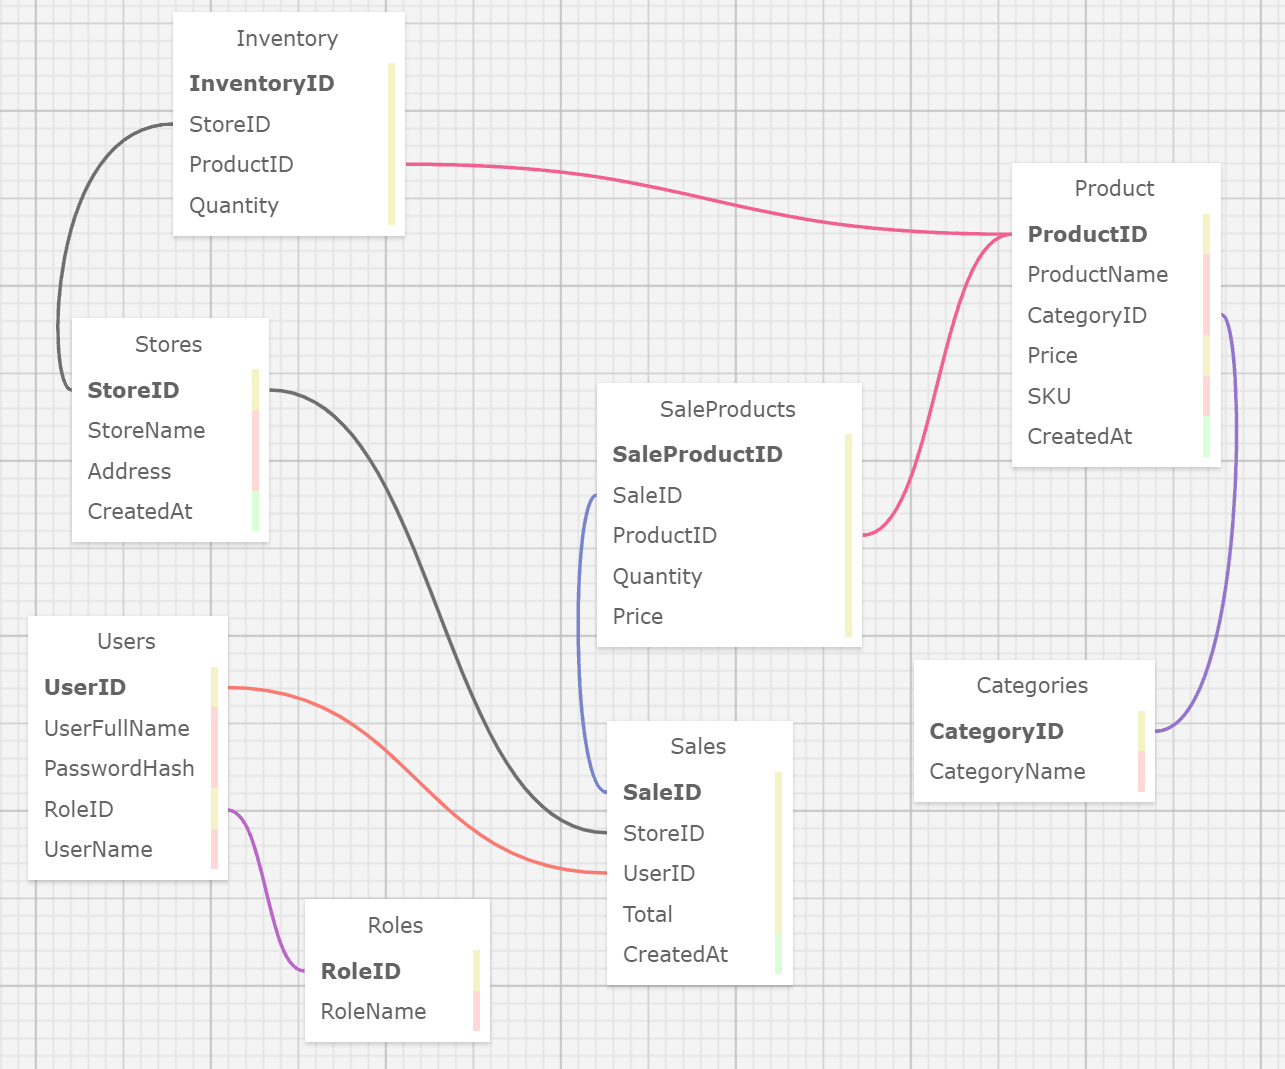 Inventory
InventoryID
StoreID
ProductID
Quantity
Product
ProductID
ProductName
CategoryID
Price
SKU
CreatedAt
Stores
StoreID
StoreName
Address
CreatedAt
SaleProducts
SaleProductID
SaleID
ProductID
Quantity
Price
Users
UserID
UserFullName
PasswordHash
RoleID
UserName
Categories
CategoryID
CategoryName
Sales
SaleID
StoreID
UserID
Total
CreatedAt
Roles
RoleID
RoleName